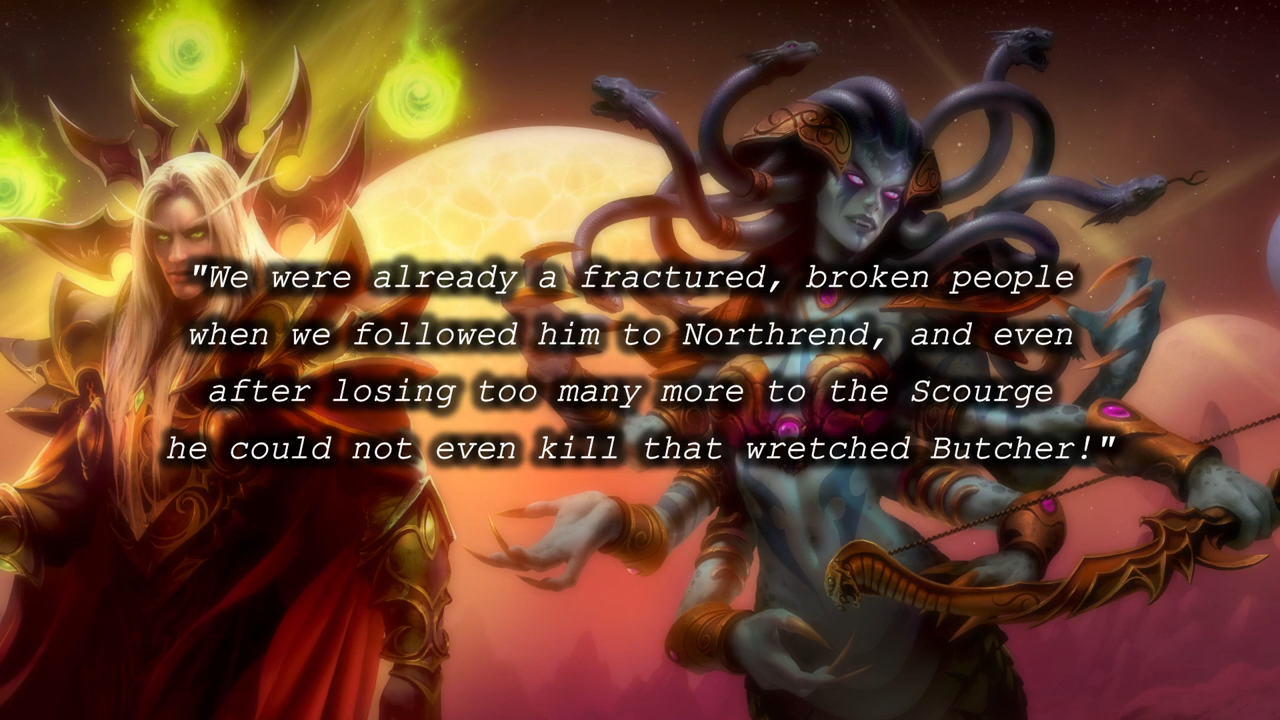 "We were already a fractured, broken people
when we followed him to Northrend, and even
after losing too many more to the Scourge
he could not even kill that wretched Butcher!"